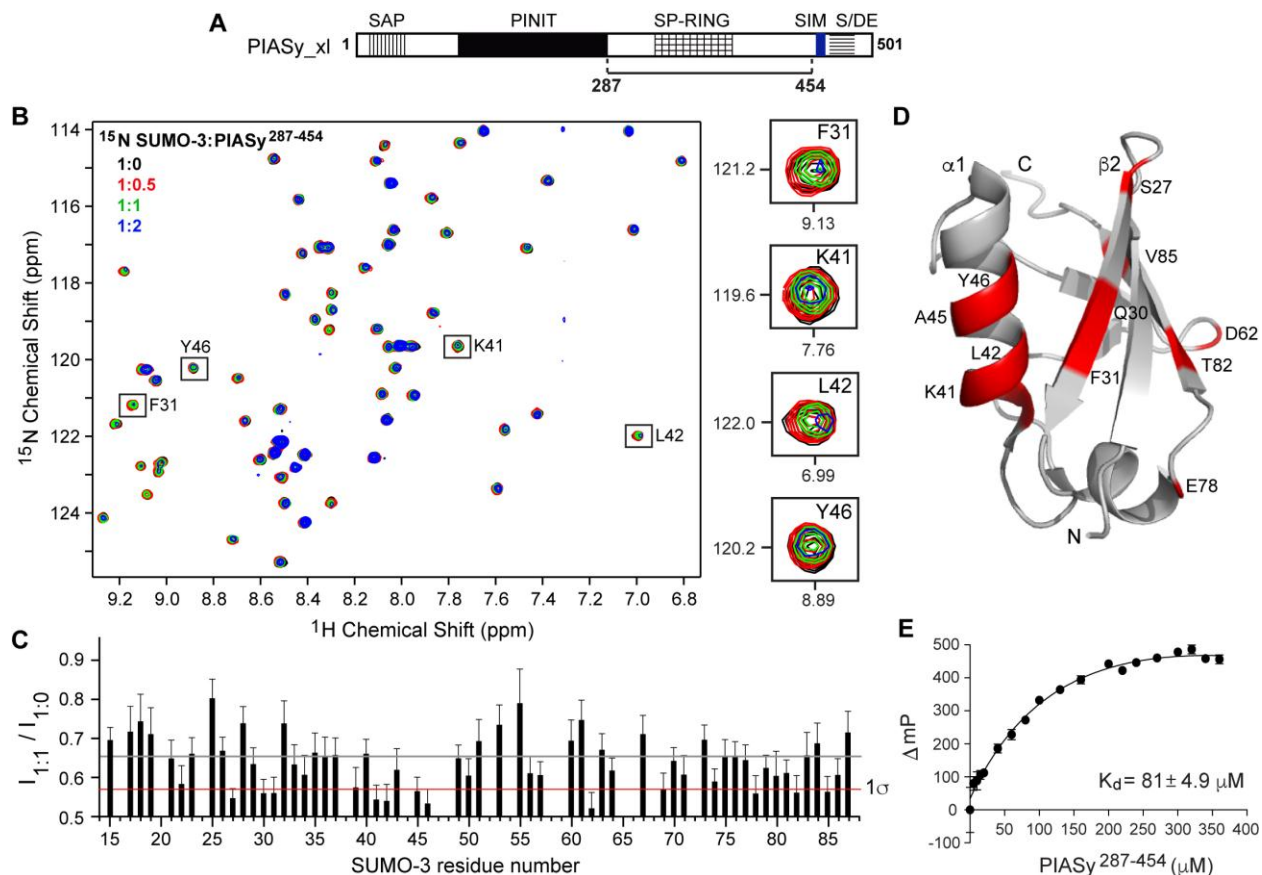 A
SAP PINIT SP-RING SIM S/DE
PIASy_xl 1 501
287 454
B
15N SUMO-3:PIASy287-454
1:0
1:0.5
1:1
1:2
114
116
118
120
122
124
15N Chemical Shift (ppm)
Y46
K41
F31
L42
9.2 9.0 8.8 8.6 8.4 8.2 8.0 7.8 7.6 7.4 7.2 7.0 6.8
1H Chemical Shift (ppm)
F31
121.2
9.13
K41
119.6
7.76
L42
122.0
6.99
Y46
120.2
8.89
C
I1:1 / I1:0
0.9
0.8
0.7
0.6
0.5
1σ
15 20 25 30 35 40 45 50 55 60 65 70 75 80 85
SUMO-3 residue number
D
α1
C
β2
S27
V85
Y46
A45
Q30
D62
L42
T82
F31
K41
E78
N
E
Δ mP
500
400
300
200
100
0
-100
Kd= 81± 4.9 μM
50 100 150 200 250 300 350 400
PIASy287-454 (μM)